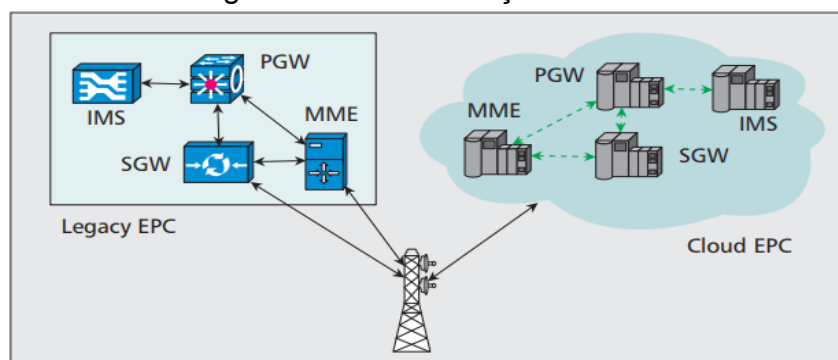 PGW
IMS
MME
SGW
Legacy EPC
PGW
MME
IMS
SGW
Cloud EPC